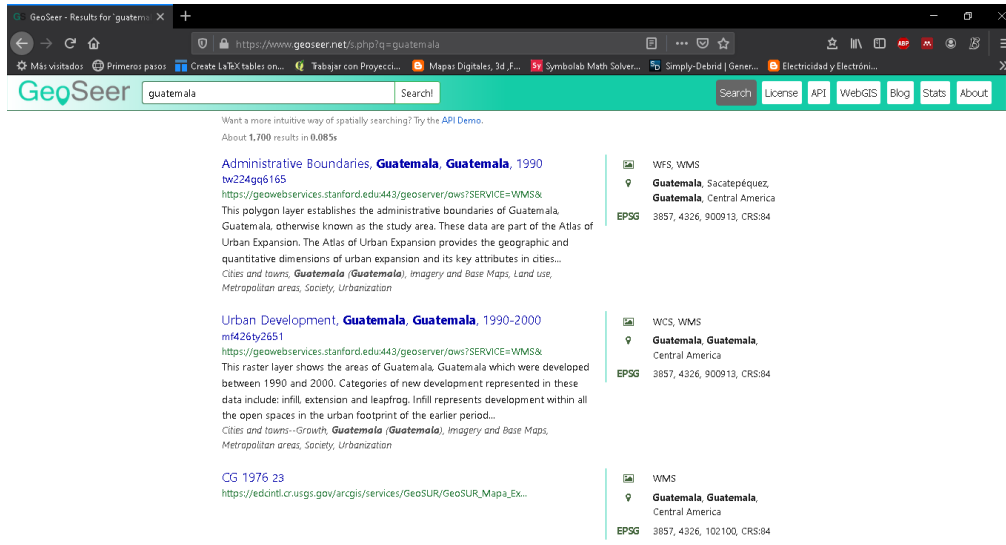 GS GeoSeer - Results for 'guatemal
https://www.geoseer.net/s.php?q=guatemala
Más visitados Primeros pasos Create LaTeX tables on... Trabajar con Proyecci... Mapas Digitales, 3d ,F... Sy Symbolab Math Solver... Simply-Debrid | Gener... Electricidad y Electróni...
GeoSeer guatemala Search! Search License API WebGIS Blog Stats About
Want a more intuitive way of spatially searching? Try the API Demo.
About 1,700 results in 0.085s
Administrative Boundaries, Guatemala, Guatemala, 1990
tw224gq6165
https://geowebservices.stanford.edu:443/geoserver/ows?SERVICE=WMS&
This polygon layer establishes the administrative boundaries of Guatemala,
Guatemala, otherwise known as the study area. These data are part of the Atlas of
Urban Expansion. The Atlas of Urban Expansion provides the geographic and
quantitative dimensions of urban expansion and its key attributes in cities...
Cities and towns, Guatemala (Guatemala), Imagery and Base Maps, Land use,
Metropolitan areas, Society, Urbanization
WFS, WMS
Guatemala, Sacatepéquez,
Guatemala, Central America
EPSG 3857, 4326, 900913, CRS:84
Urban Development, Guatemala, Guatemala, 1990-2000
mf426ty2651
https://geowebservices.stanford.edu:443/geoserver/ows?SERVICE=WMS&
This raster layer shows the areas of Guatemala, Guatemala which were developed
between 1990 and 2000. Categories of new development represented in these
data include: infill, extension and leapfrog. Infill represents development within all
the open spaces in the urban footprint of the earlier period...
Cities and towns--Growth, Guatemala (Guatemala), Imagery and Base Maps,
Metropolitan areas, Society, Urbanization
WCS, WMS
Guatemala, Guatemala,
Central America
EPSG 3857, 4326, 900913, CRS:84
CG 1976 23
https://edcintl.cr.usgs.gov/arcgis/services/GeoSUR/GeoSUR_Mapa_Ex...
WMS
Guatemala, Guatemala,
Central America
EPSG 3857, 4326, 102100, CRS:84